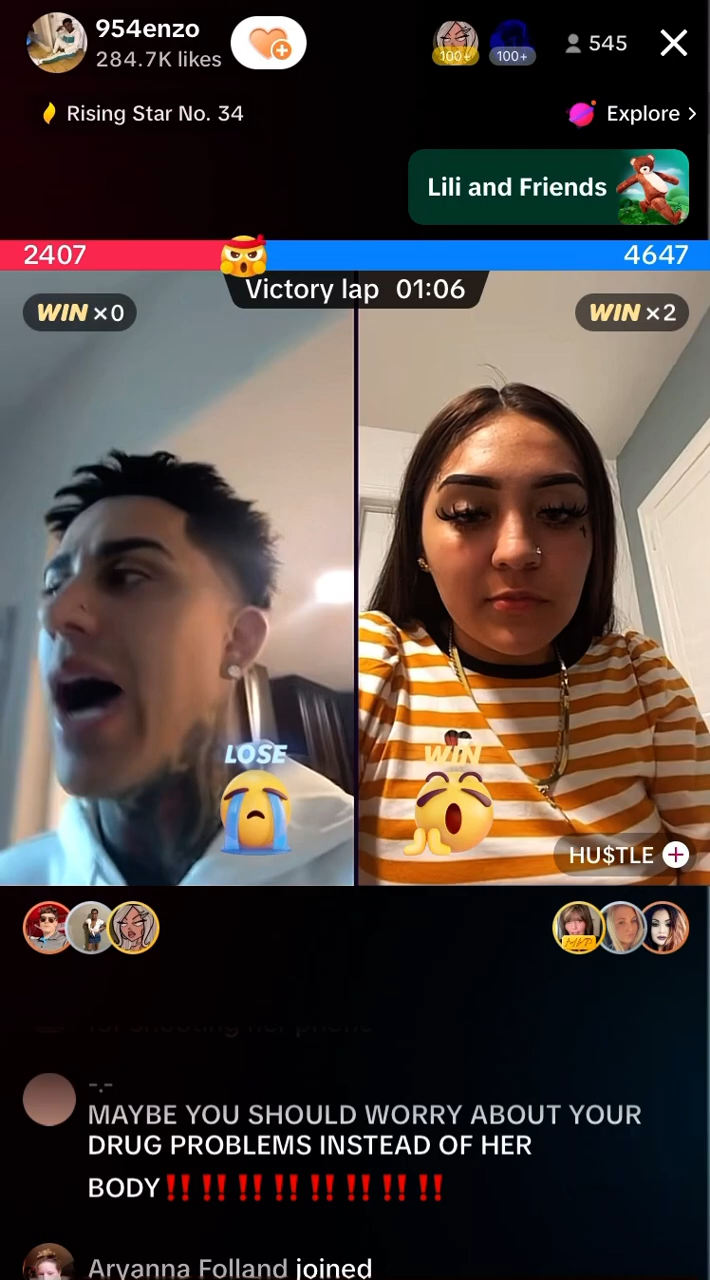 954enzo
284.7K likes
100+
100+
545
Rising Star No. 34
Explore >
Lili and Friends
2407
4647
Victory lap 01:06
WIN ×0
WIN ×2
LOSE
WIN
HU$TLE +
MVP
-.-
MAYBE YOU SHOULD WORRY ABOUT YOUR
DRUG PROBLEMS INSTEAD OF HER
BODY‼️‼️‼️‼️‼️‼️‼️‼️
Aryanna Folland joined